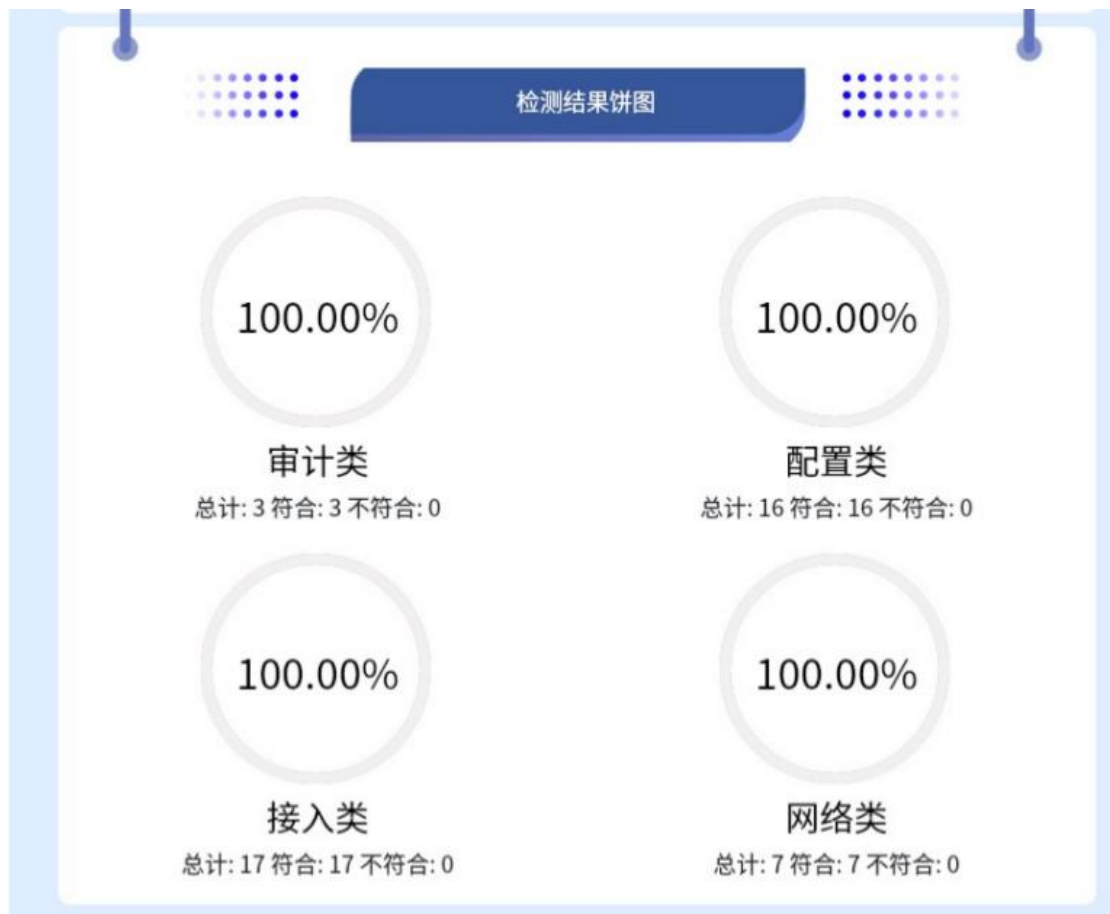 检测结果饼图
100.00%
100.00%
审计类
配置类
总计: 3 符合: 3 不符合: 0
总计: 16 符合: 16 不符合: 0
100.00%
100.00%
接入类
网络类
总计: 17 符合: 17 不符合: 0
总计: 7 符合: 7 不符合: 0